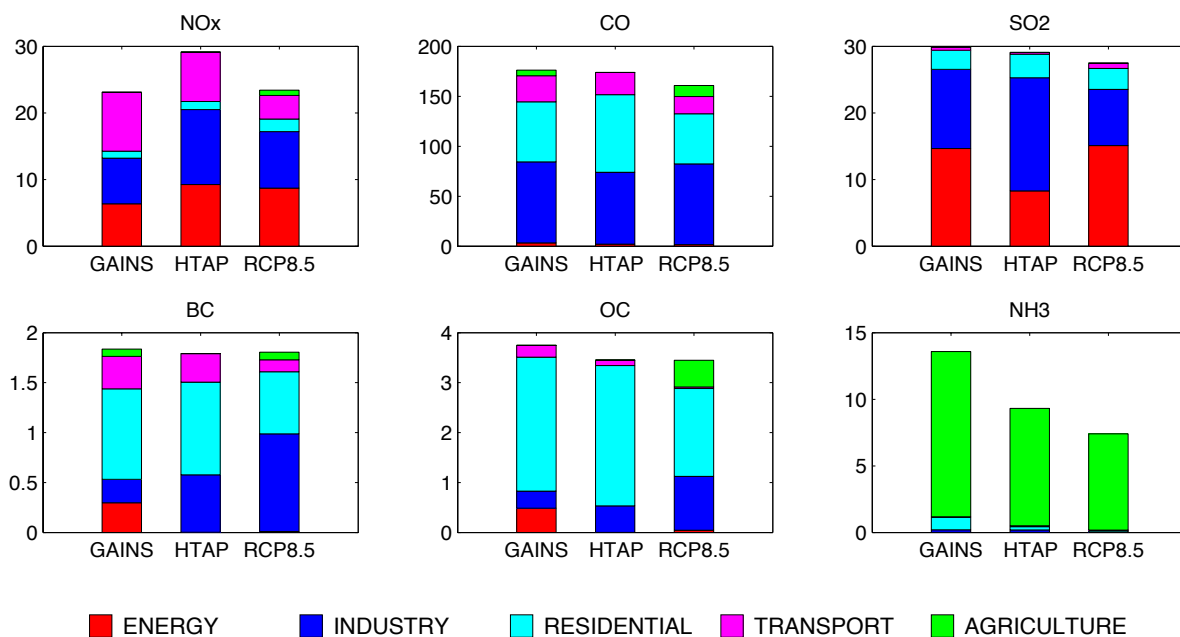 NOx
CO
SO2
30
20
10
0
200
150
100
50
0
30
20
10
0
GAINS HTAP RCP8.5
GAINS HTAP RCP8.5
GAINS HTAP RCP8.5
BC
OC
NH3
2
1.5
1
0.5
0
4
3
2
1
0
15
10
5
0
GAINS HTAP RCP8.5
GAINS HTAP RCP8.5
GAINS HTAP RCP8.5
ENERGY INDUSTRY RESIDENTIAL TRANSPORT AGRICULTURE